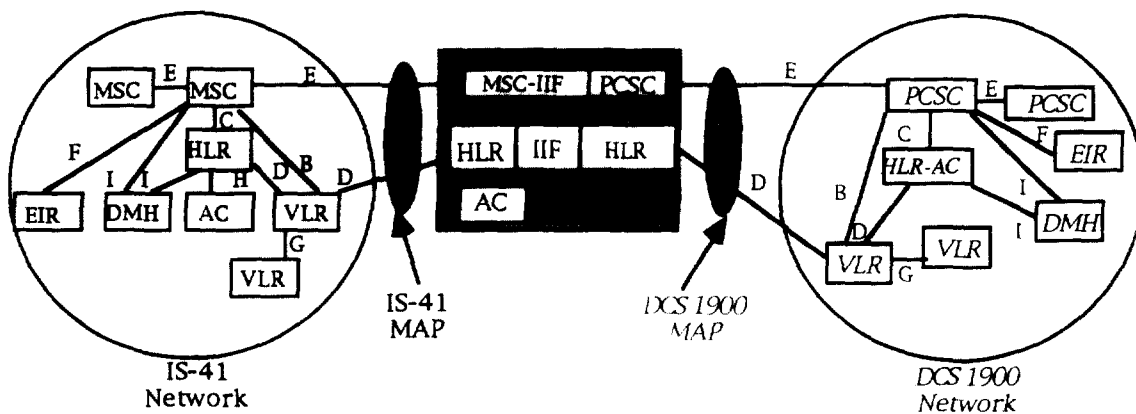 E
MSC
E
MSC
C
F
HLR
I
I
H
D
B
D
EIR
DMH
AC
VLR
G
VLR
IS-41
Network
IS-41
MAP
MSC-IIF
PCSC
HLR
IIF
HLR
AC
DCS 1900
MAP
E
D
PCSC
E
PCSC
C
F
EIR
HLR-AC
B
I
I
DMH
D
VLR
G
VLR
DCS 1900
Network